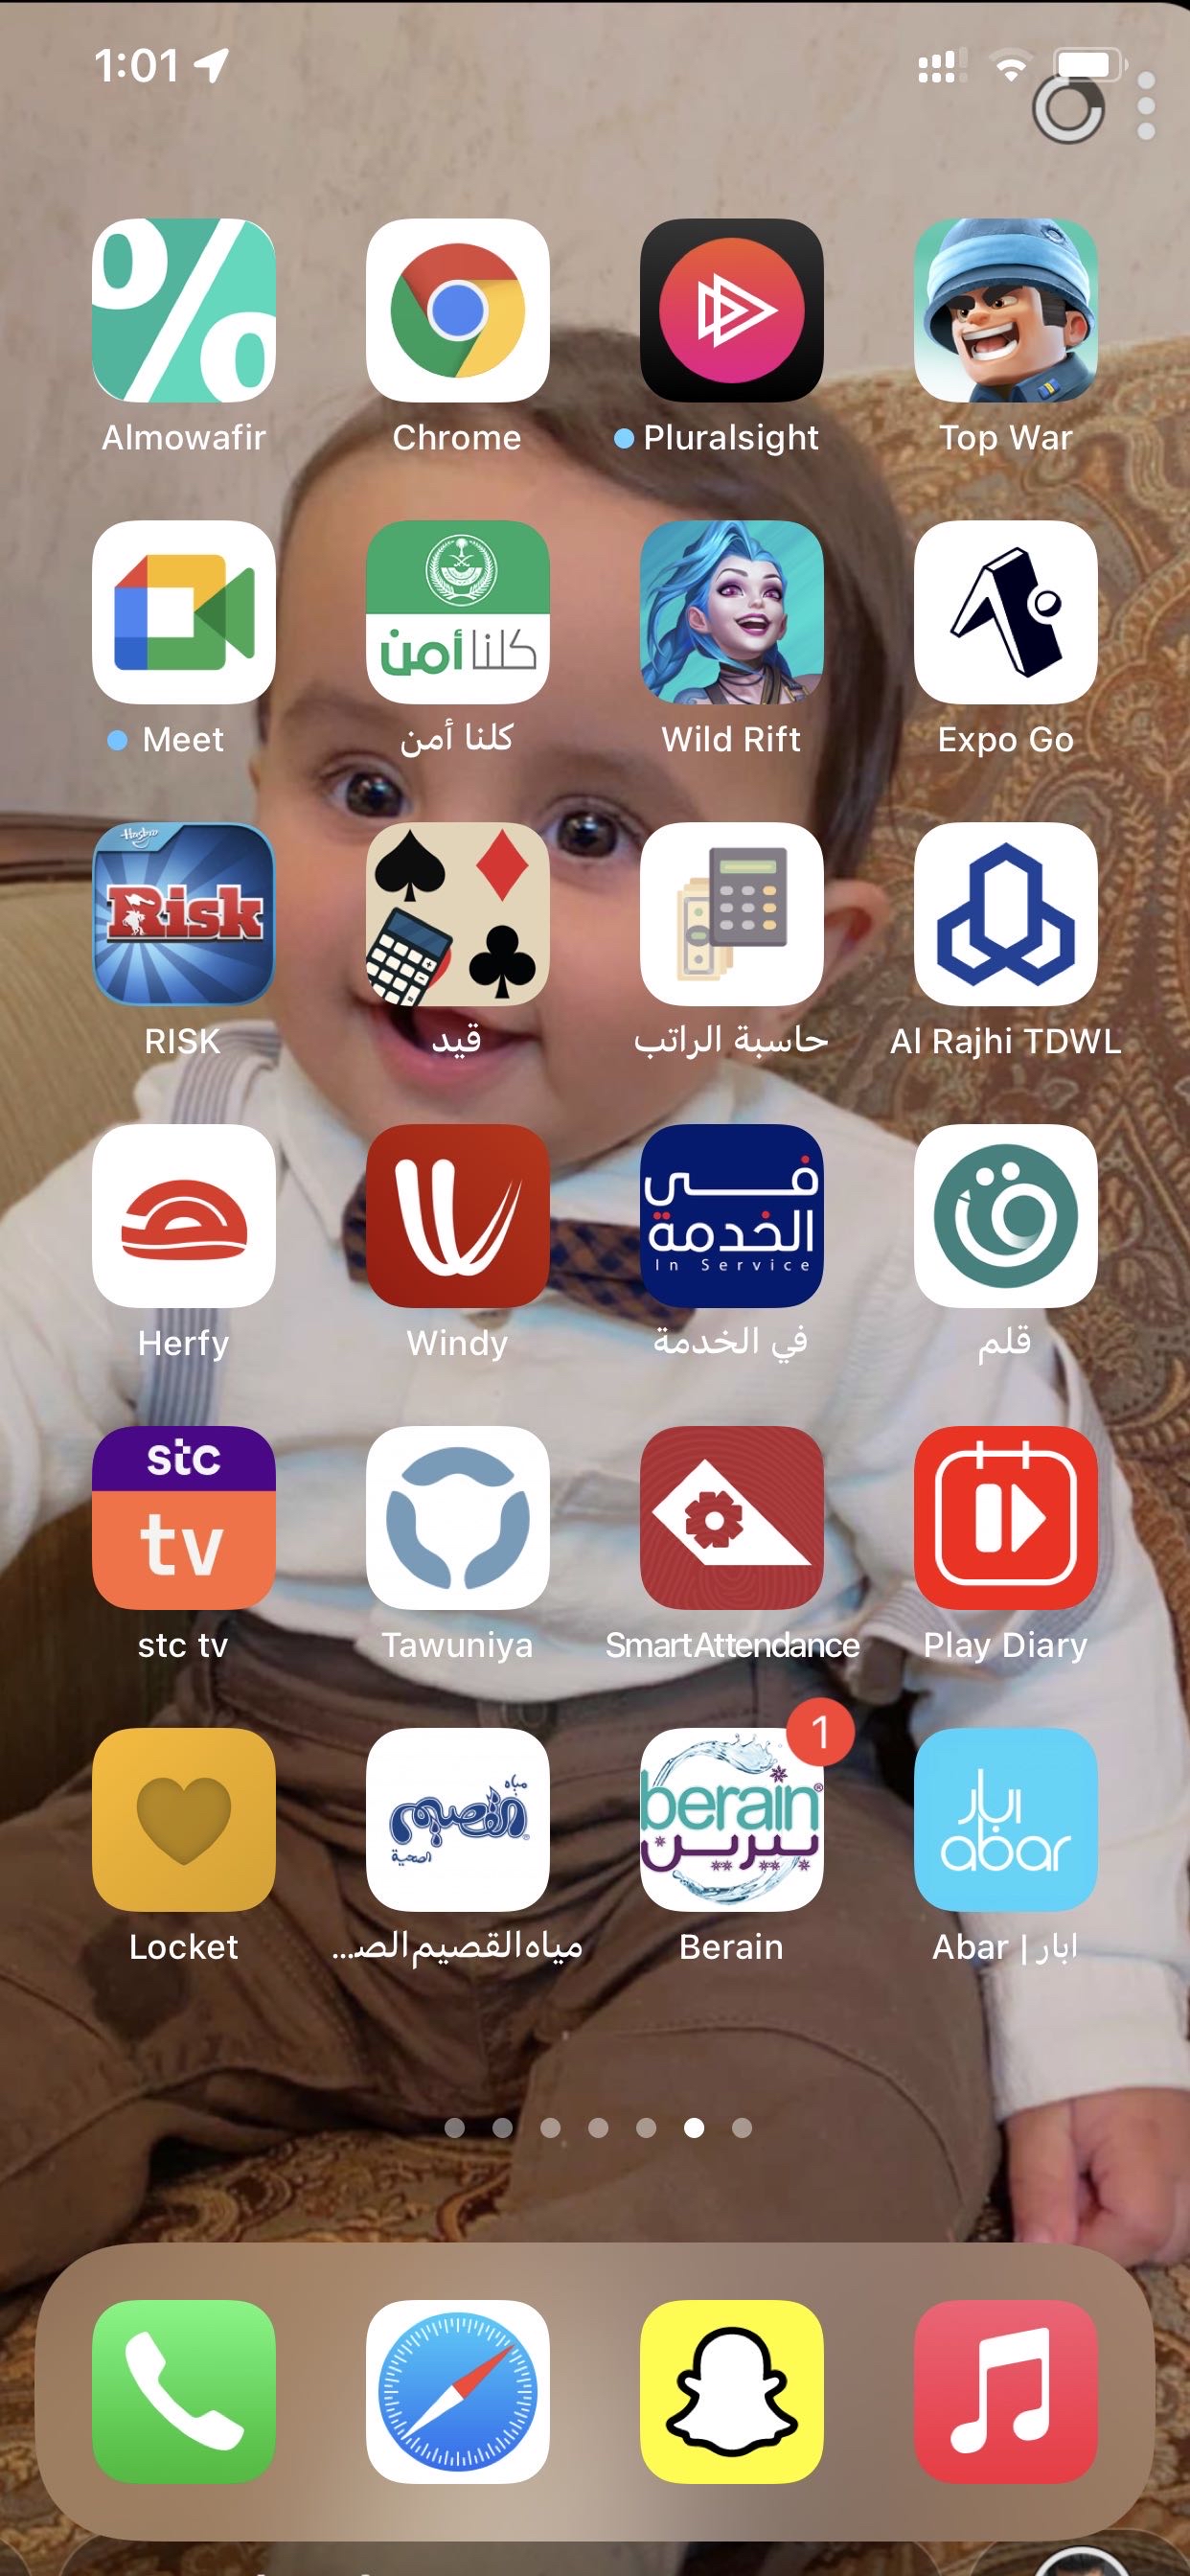 1:01
Almowafir
Chrome
Pluralsight
Top War
كلنا أمن
Meet
كلنا أمن
Wild Rift
Expo Go
Hasbro
Risk
RISK
قيد
حاسبة الراتب
Al Rajhi TDWL
في
الخدمة
In Service
Herfy
Windy
في الخدمة
قلم
stc
tv
stc tv
Tawuniya
SmartAttendance
Play Diary
مياه
القصيم
الصحية
berain
بيرين
1
ابار
abar
Locket
مياه القصيم الص...
Berain
Abar | ابار